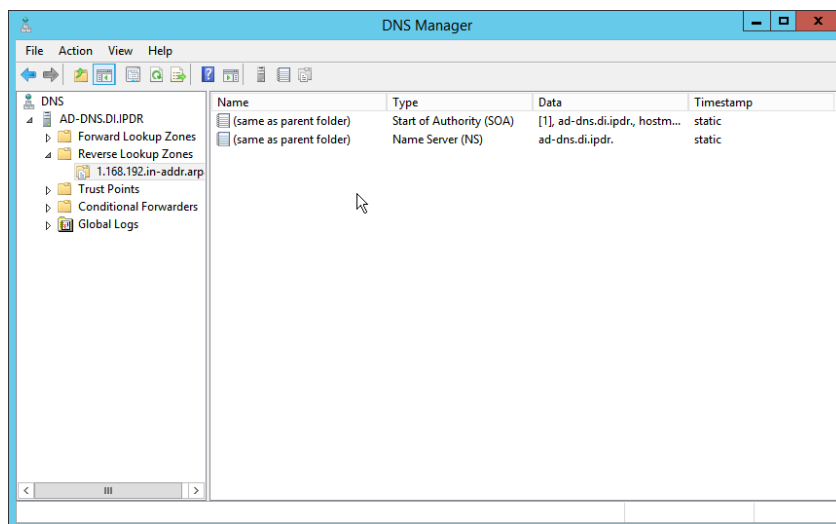 DNS Manager
File Action View Help
DNS
AD-DNS.DI.IPDR
Forward Lookup Zones
Reverse Lookup Zones
1.168.192.in-addr.arp
Trust Points
Conditional Forwarders
Global Logs
Name Type Data Timestamp
(same as parent folder) Start of Authority (SOA) [1], ad-dns.di.ipdr., hostm... static
(same as parent folder) Name Server (NS) ad-dns.di.ipdr. static